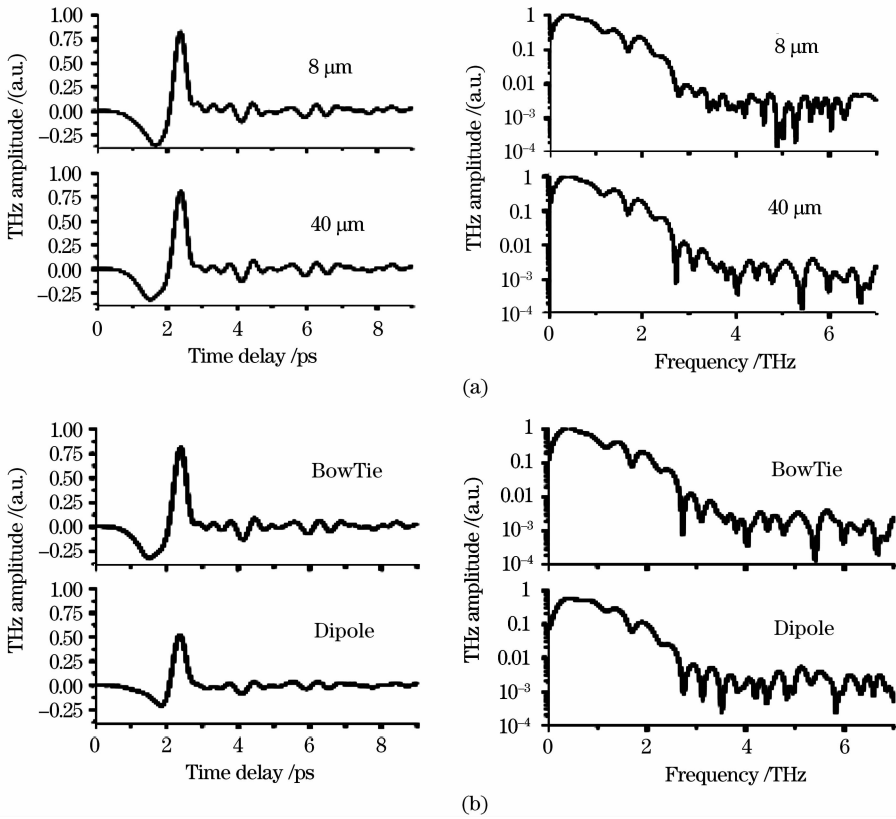 THz amplitude /(a.u.)
1.00
0.75
0.50
0.25
0.00
−0.25
8 μm
1.00
0.75
0.50
0.25
0.00
−0.25
40 μm
0 2 4 6 8
Time delay /ps
THz amplitude /(a.u.)
1
0.1
0.01
10⁻³
10⁻⁴
8 μm
THz amplitude /(a.u.)
1
0.1
0.01
10⁻³
10⁻⁴
40 μm
0 2 4 6
Frequency /THz
(a)
THz amplitude /(a.u.)
1.00
0.75
0.50
0.25
0.00
−0.25
BowTie
1.00
0.75
0.50
0.25
0.00
−0.25
Dipole
0 2 4 6 8
Time delay /ps
THz amplitude /(a.u.)
1
0.1
0.01
10⁻³
10⁻⁴
BowTie
1
0.1
0.01
10⁻³
10⁻⁴
Dipole
0 2 4 6
Frequency /THz
(b)